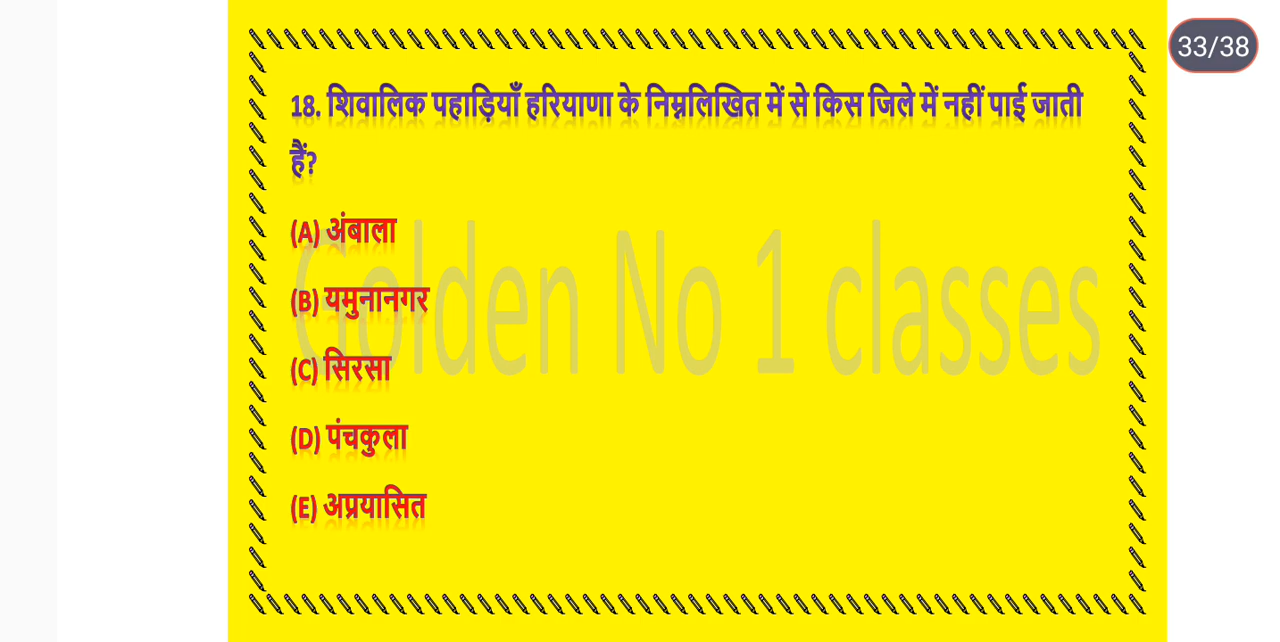 33/38
18. शिवालिक पहाड़ियाँ हरियाणा के निम्नलिखित में से किस जिले में नहीं पाई जाती
हैं?
(A) अंबाला
Golden No 1 classes
(B) यमुनानगर
(C) सिरसा
(D) पंचकुला
(E) अप्रयासित